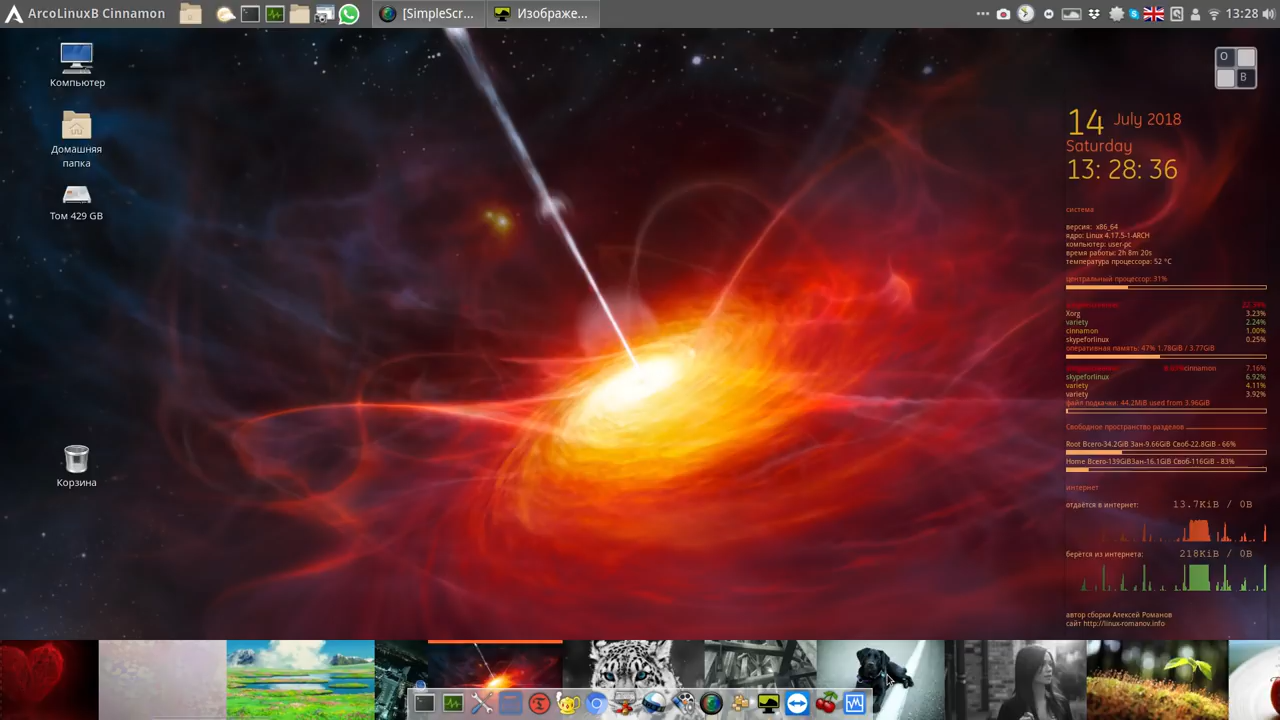 ArcoLinuxB Cinnamon
[SimpleScr...
Изображе...
13:28
Компьютер
Домашняя
папка
Том 429 GB
Корзина
O
B
14 July 2018
Saturday
13: 28: 36
система
версия: x86_64
ядро: Linux 4.17.5-1-ARCH
компьютер: user-pc
время работы: 2h 8m 20s
температура процессора: 52 °C
центральный процессор: 31%
22.39%
Xorg 3.23%
variety 2.24%
cinnamon 1.00%
skypeforlinux 0.25%
оперативная память: 47% 1.78GiB / 3.77GiB
cinnamon 7.16%
skypeforlinux 6.92%
variety 4.11%
variety 3.92%
файл подкачки: 44.2MiB used from 3.96GiB
Свободное пространство разделов
Root Всего-34.2GiB Зан-9.66GiB Своб-22.8GiB - 66%
Home Всего-139GiBЗан-16.1GiB Своб-116GiB - 83%
интернет
отдаётся в интернет: 13.7KiB / 0B
берётся из интернета: 218KiB / 0B
автор сборки Алексей Романов
сайт http://linux-romanov.info